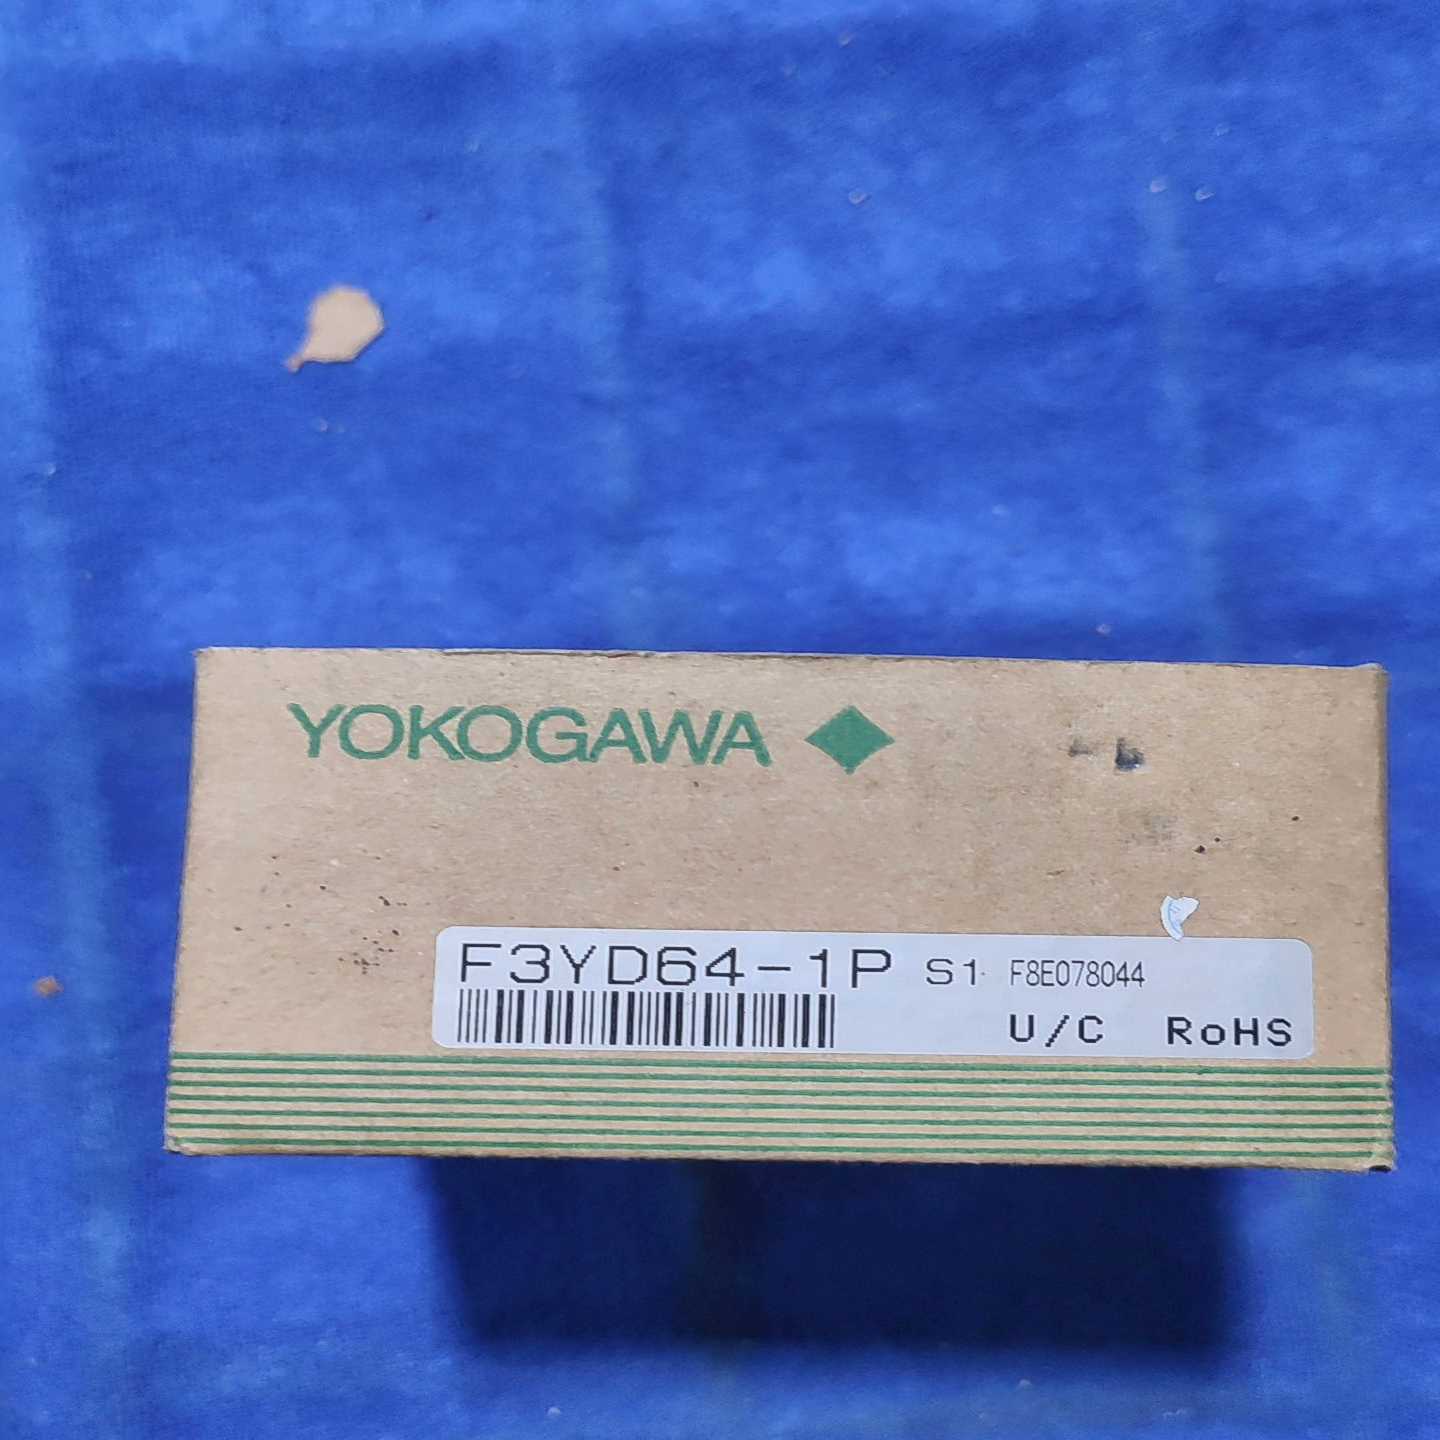 YOKOGAWA
F3YD64-1P S1 F8E078044
U/C RoHS